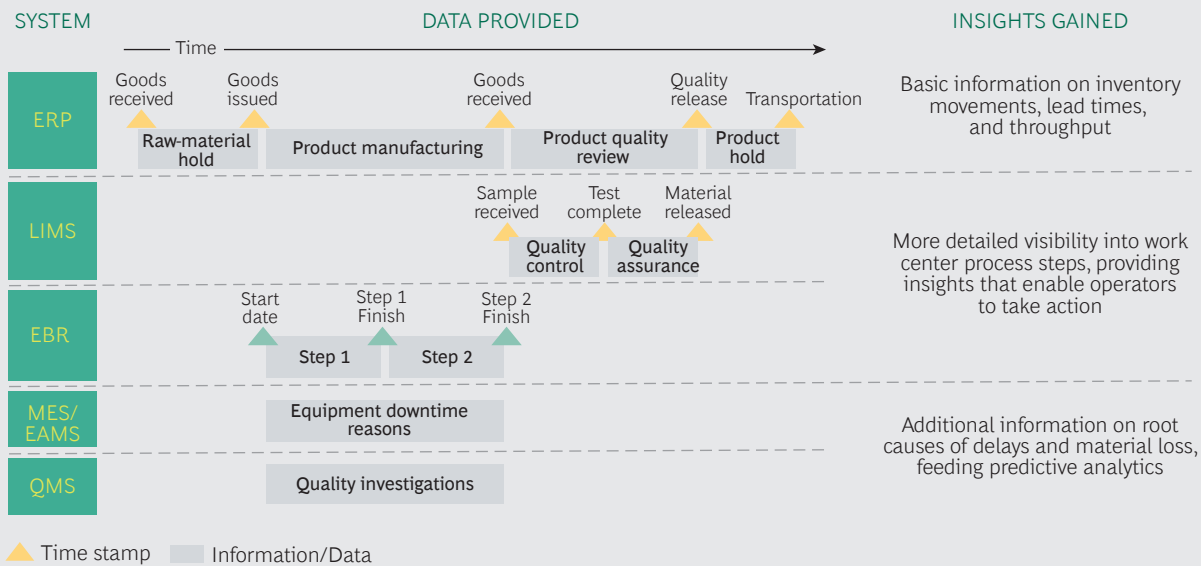 SYSTEM
DATA PROVIDED
INSIGHTS GAINED
Time
ERP
Goods
received
Goods
issued
Goods
received
Quality
release
Transportation
Raw-material
hold
Product manufacturing
Product quality
review
Product
hold
Basic information on inventory
movements, lead times,
and throughput
LIMS
Sample
received
Test
complete
Material
released
Quality
control
Quality
assurance
More detailed visibility into work
center process steps, providing
insights that enable operators
to take action
EBR
Start
date
Step 1
Finish
Step 2
Finish
Step 1
Step 2
MES/
EAMS
Equipment downtime
reasons
Additional information on root
causes of delays and material loss,
feeding predictive analytics
QMS
Quality investigations
Time stamp
Information/Data